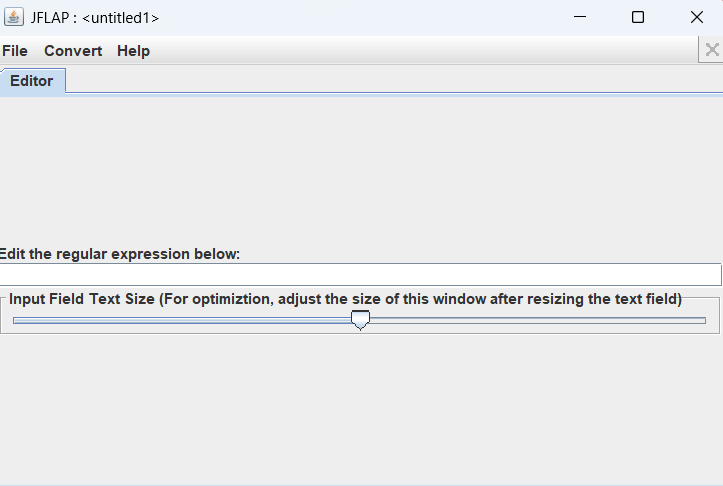 JFLAP : <untitled1>
File Convert Help
Editor
Edit the regular expression below:
Input Field Text Size (For optimiztion, adjust the size of this window after resizing the text field)